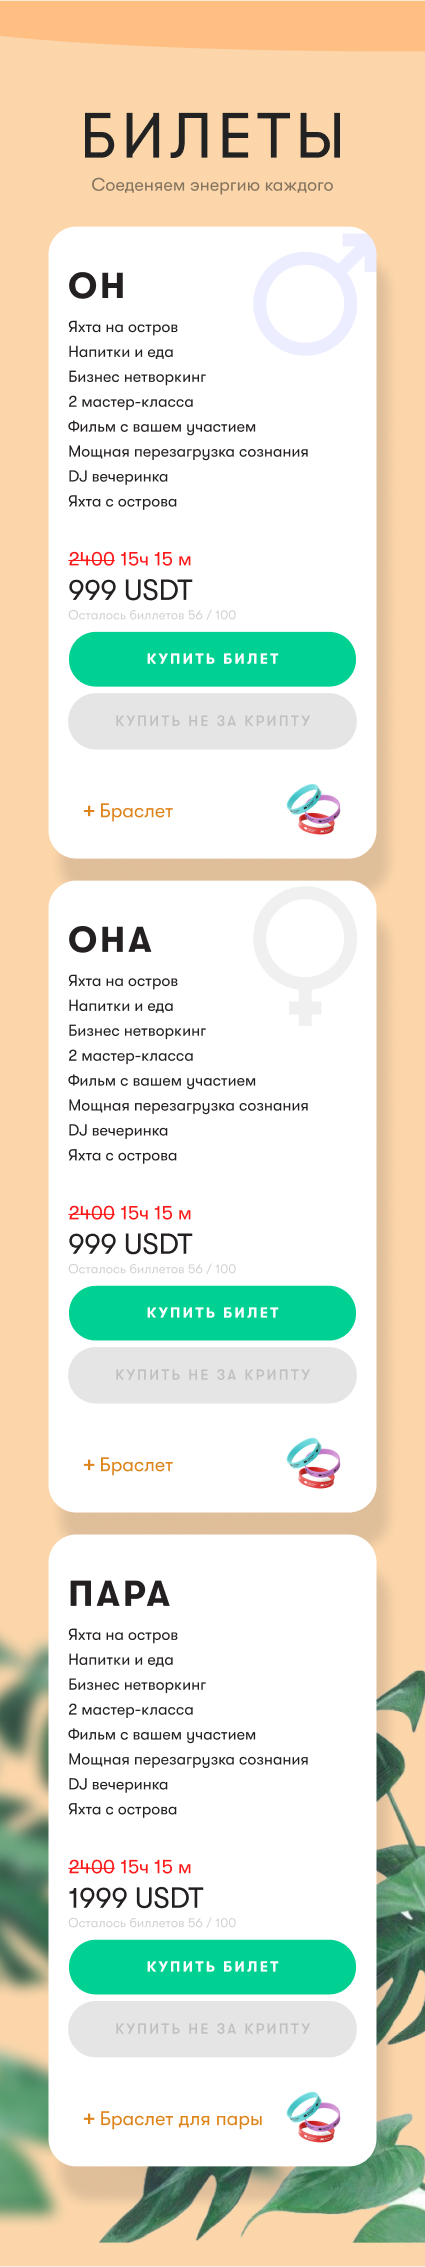 БИЛЕТЫ
Соеденяем энергию каждого
ОН
Яхта на остров
Напитки и еда
Бизнес нетворкинг
2 мастер-класса
Фильм с вашем участием
Мощная перезагрузка сознания
DJ вечеринка
Яхта с острова
2400 15ч 15 м
999 USDT
Осталось биллетов 56 / 100
КУПИТЬ БИЛЕТ
КУПИТЬ НЕ ЗА КРИПТУ
+ Браслет
ОНА
Яхта на остров
Напитки и еда
Бизнес нетворкинг
2 мастер-класса
Фильм с вашем участием
Мощная перезагрузка сознания
DJ вечеринка
Яхта с острова
2400 15ч 15 м
999 USDT
Осталось биллетов 56 / 100
КУПИТЬ БИЛЕТ
КУПИТЬ НЕ ЗА КРИПТУ
+ Браслет
ПАРА
Яхта на остров
Напитки и еда
Бизнес нетворкинг
2 мастер-класса
Фильм с вашем участием
Мощная перезагрузка сознания
DJ вечеринка
Яхта с острова
2400 15ч 15 м
1999 USDT
Осталось биллетов 56 / 100
КУПИТЬ БИЛЕТ
КУПИТЬ НЕ ЗА КРИПТУ
+ Браслет для пары